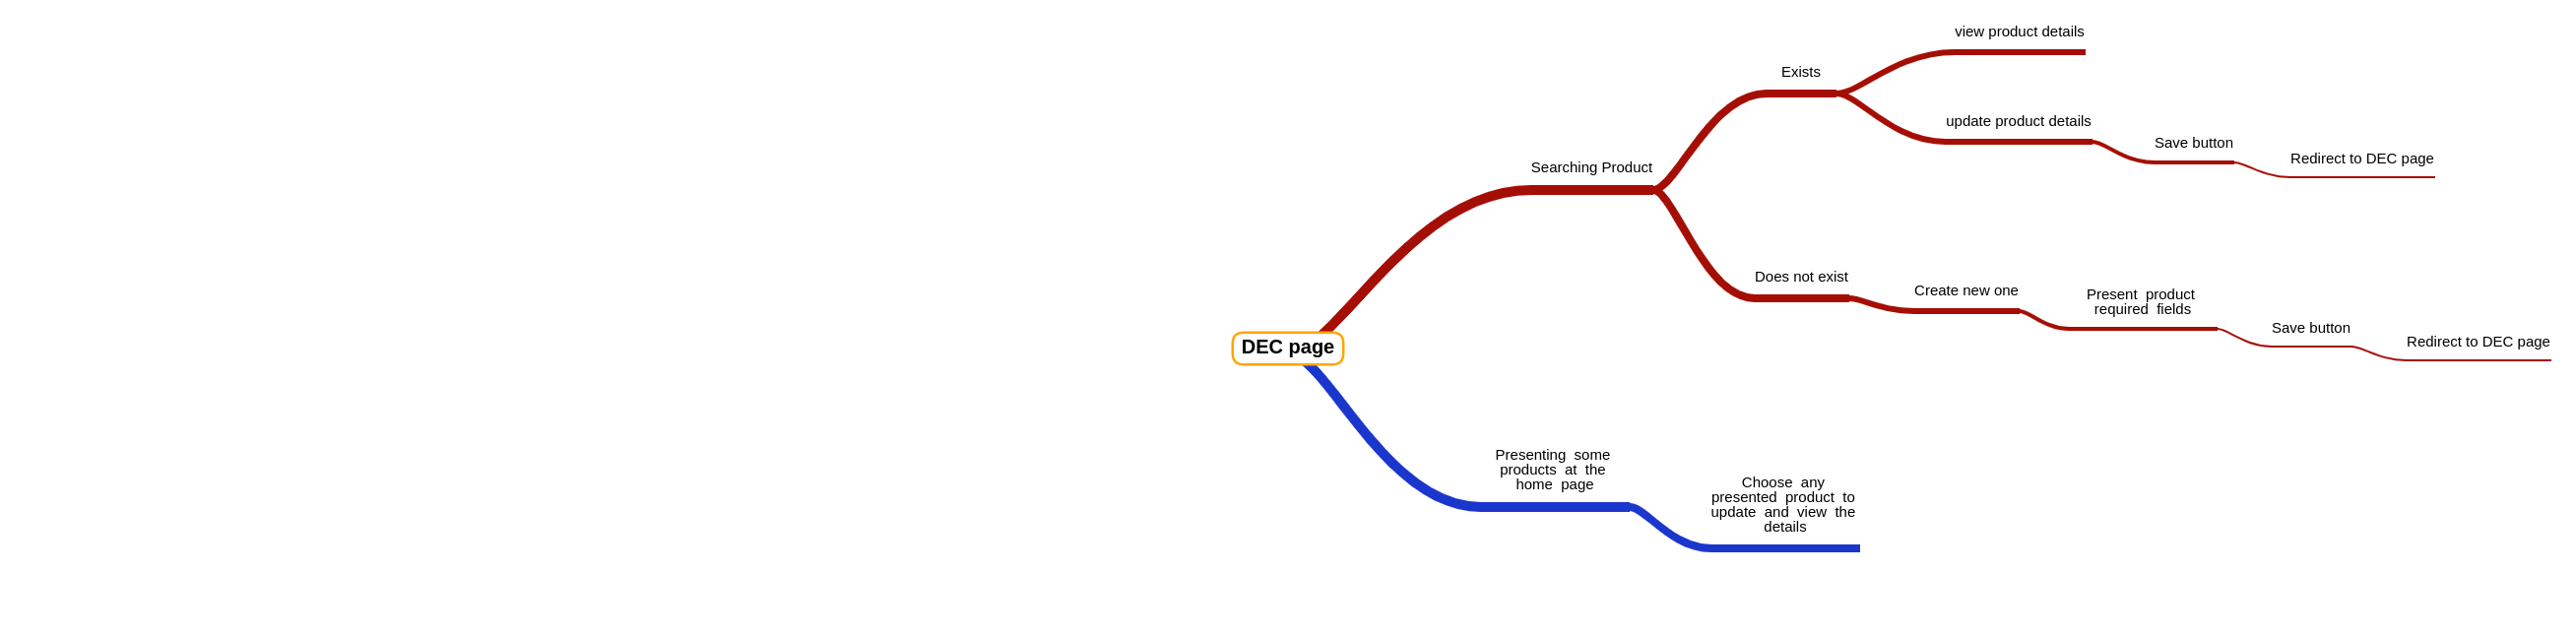 view product details
Exists
update product details
Save button
Redirect to DEC page
Searching Product
Does not exist
Create new one
Present product
required fields
Save button
Redirect to DEC page
DEC page
Presenting some
products at the
home page
Choose any
presented product to
update and view the
details